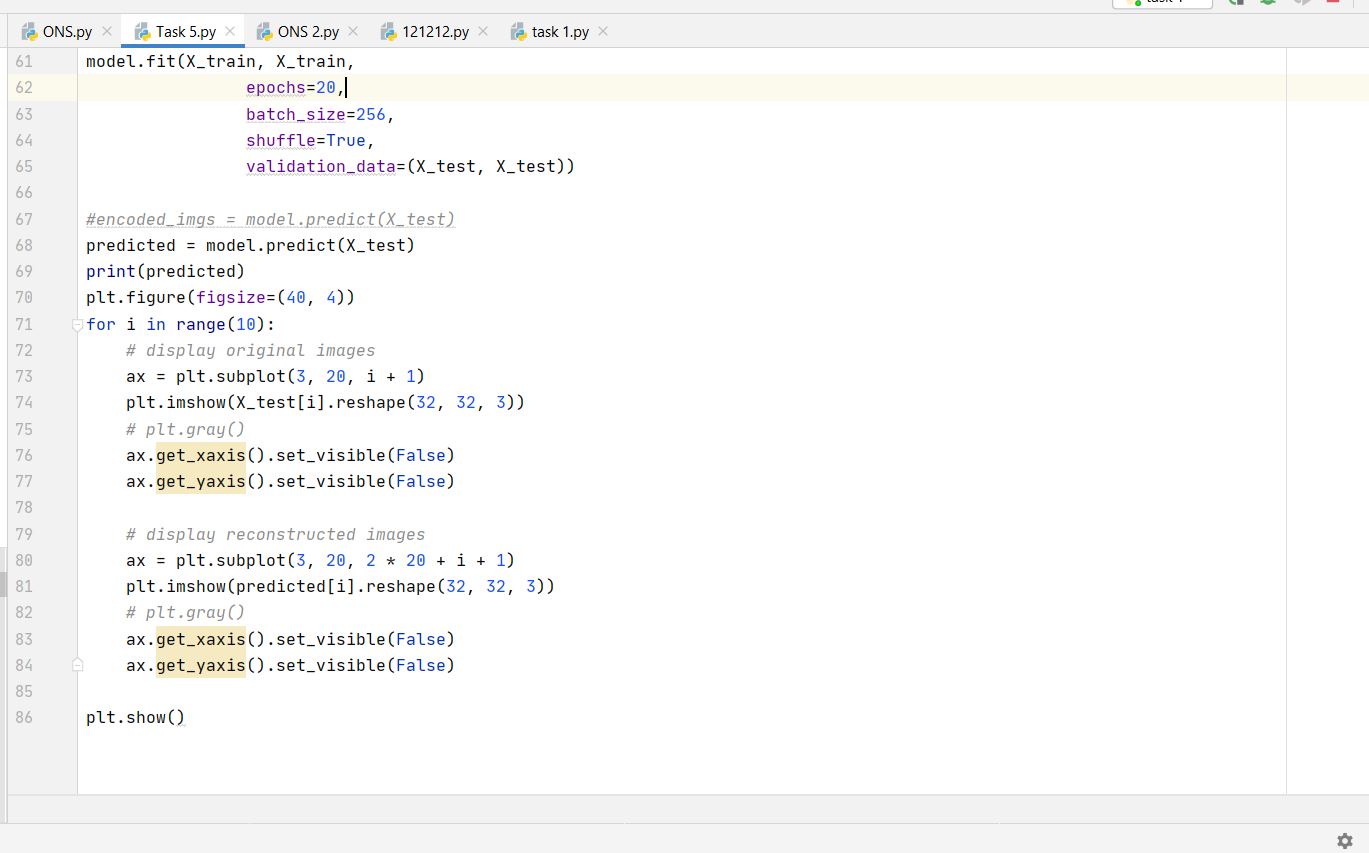 ONS.py Task 5.py ONS 2.py 121212.py task 1.py
61 model.fit(X_train, X_train,
62 epochs=20,
63 batch_size=256,
64 shuffle=True,
65 validation_data=(X_test, X_test))
66
67 #encoded_imgs = model.predict(X_test)
68 predicted = model.predict(X_test)
69 print(predicted)
70 plt.figure(figsize=(40, 4))
71 for i in range(10):
72 # display original images
73 ax = plt.subplot(3, 20, i + 1)
74 plt.imshow(X_test[i].reshape(32, 32, 3))
75 # plt.gray()
76 ax.get_xaxis().set_visible(False)
77 ax.get_yaxis().set_visible(False)
78
79 # display reconstructed images
80 ax = plt.subplot(3, 20, 2 * 20 + i + 1)
81 plt.imshow(predicted[i].reshape(32, 32, 3))
82 # plt.gray()
83 ax.get_xaxis().set_visible(False)
84 ax.get_yaxis().set_visible(False)
85
86 plt.show()